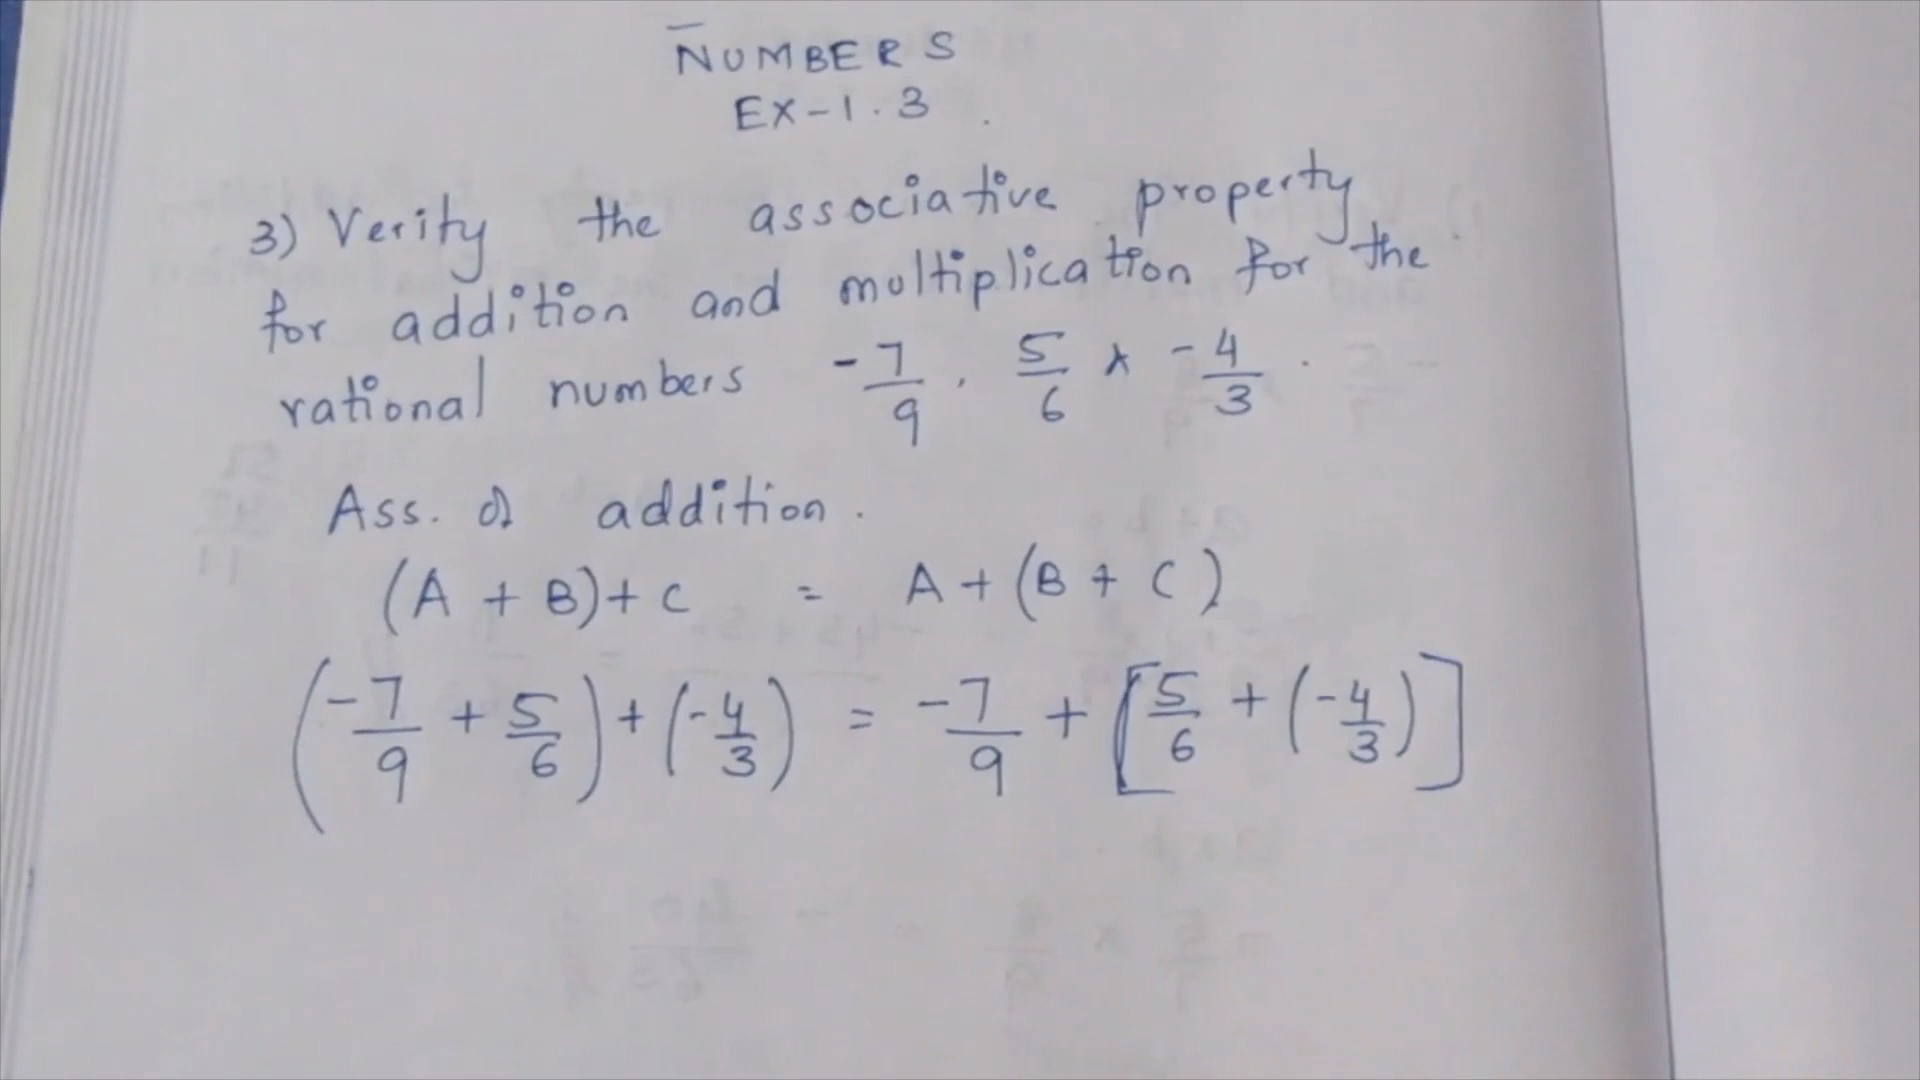 NUMBERS
EX-1.3.
3) Verify the associative property
for addition and multiplication for the
rational numbers -7/9, 5/6 & -4/3.
Ass. of addition.
(A + B)+C = A+(B+C)
(-7/9 + 5/6)+(-4/3) = -7/9 + [5/6 +(-4/3)]